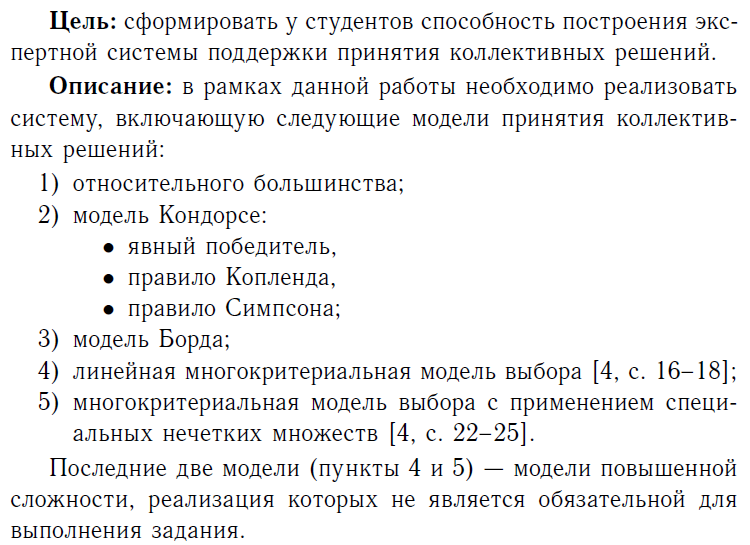 Цель: сформировать у студентов способность построения экс-
пертной системы поддержки принятия коллективных решений.
Описание: в рамках данной работы необходимо реализовать
систему, включающую следующие модели принятия коллектив-
ных решений:
1) относительного большинства;
2) модель Кондорсе:
• явный победитель,
• правило Копленда,
• правило Симпсона;
3) модель Борда;
4) линейная многокритериальная модель выбора [4, с. 16–18];
5) многокритериальная модель выбора с применением специ-
альных нечетких множеств [4, с. 22–25].
Последние две модели (пункты 4 и 5) — модели повышенной
сложности, реализация которых не является обязательной для
выполнения задания.